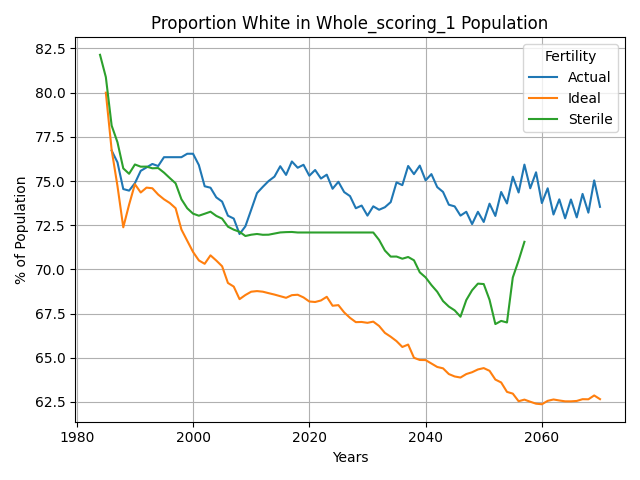 Proportion White in Whole_scoring_1 Population
% of Population
82.5
80.0
77.5
75.0
72.5
70.0
67.5
65.0
62.5
Fertility
Actual
Ideal
Sterile
1980
2000
2020
2040
2060
Years